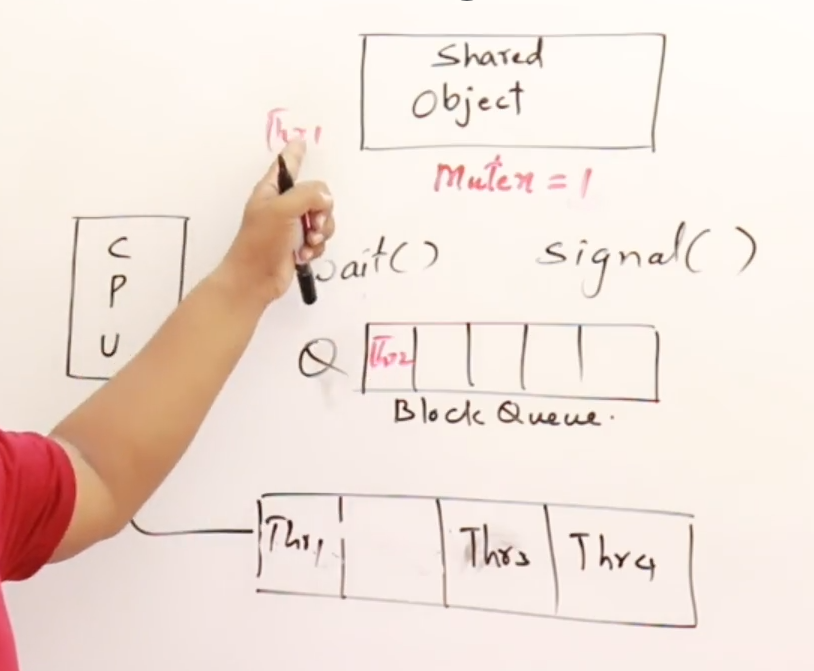 Shared
Object
Thr1
Mutex = 1
C
P
U
wait()
signal( )
Q
Thr2
Block Queue.
Thr1
Thr3
Thr4